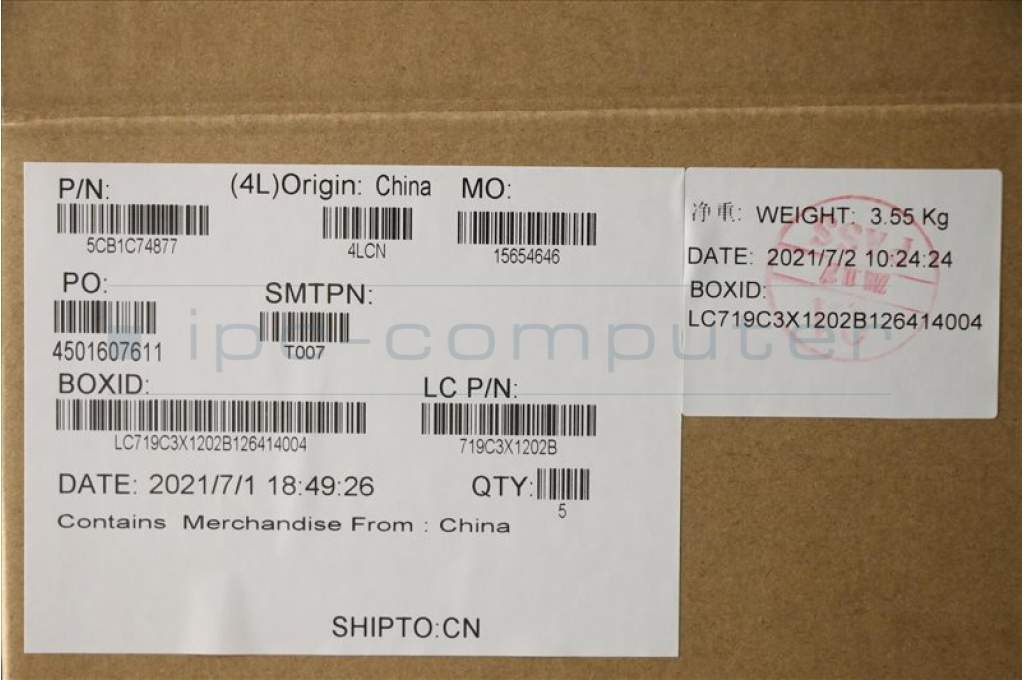 P/N: (4L)Origin: China MO:
5CB1C74877 4LCN 15654646
PO: SMTPN:
4501607611 T007
BOXID: LC P/N:
LC719C3X1202B126414004 719C3X1202B
DATE: 2021/7/1 18:49:26 QTY: 5
Contains Merchandise From : China
SHIPTO:CN
净重: WEIGHT: 3.55 Kg
DATE: 2021/7/2 10:24:24
BOXID:
LC719C3X1202B126414004
PASS
ipc-computer